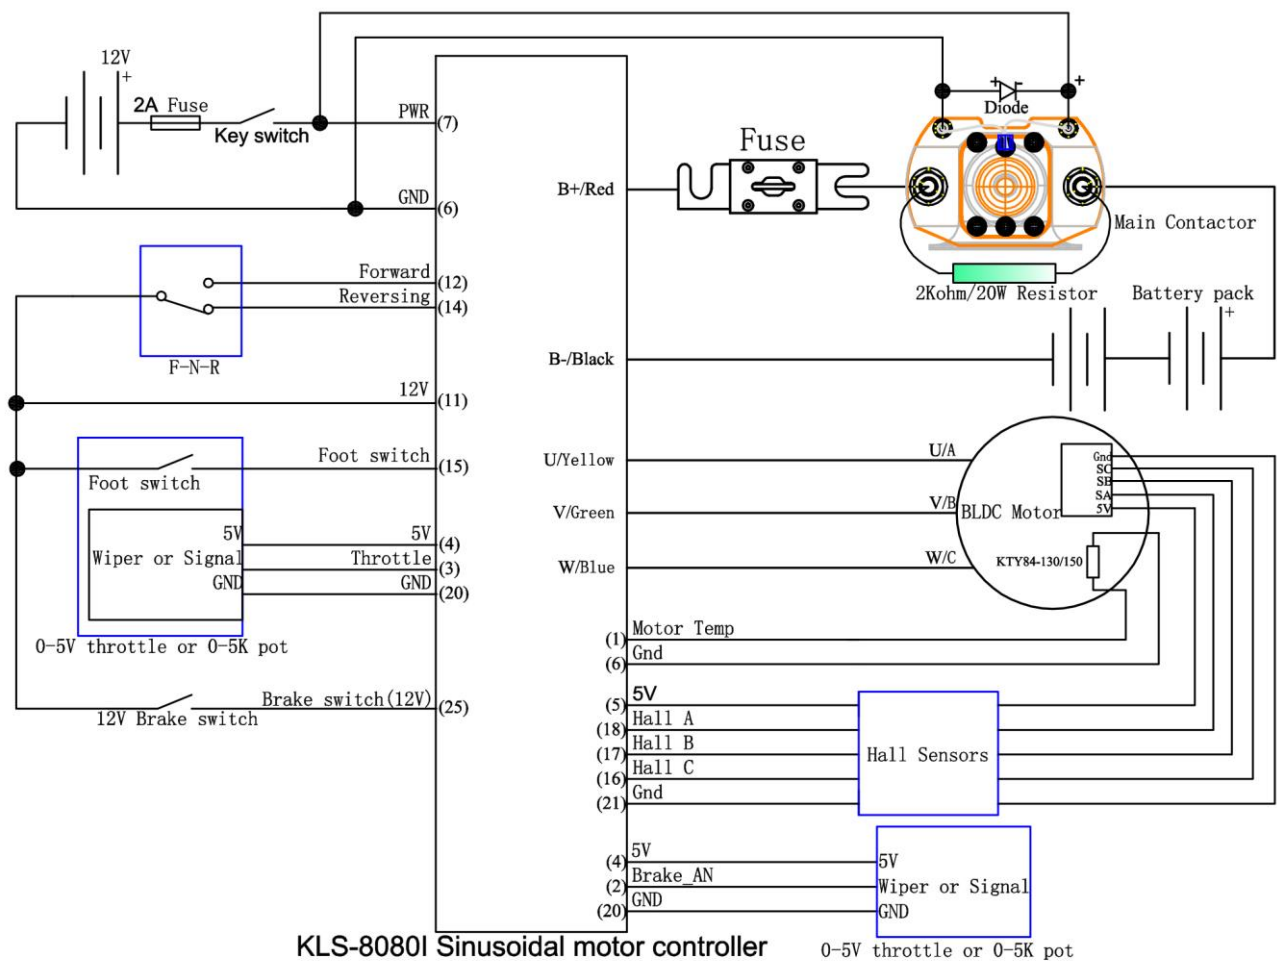 12V
+
2A Fuse
Key switch
PWR
(7)
GND
(6)
Forward
(12)
Reversing
(14)
F-N-R
12V
(11)
Foot switch
(15)
Foot switch
5V
5V
(4)
Wiper or Signal
Throttle
(3)
GND
GND
(20)
0-5V throttle or 0-5K pot
Brake switch(12V)
(25)
12V Brake switch
B+/Red
Fuse
+
+
Diode
Main Contactor
2Kohm/20W Resistor
Battery pack
+
B-/Black
U/Yellow
U/A
V/Green
V/B
W/Blue
W/C
BLDC Motor
Gnd
SC
SB
SA
5V
KTY84-130/150
(1)
Motor Temp
(6)
Gnd
(5)
5V
(18)
Hall A
(17)
Hall B
(16)
Hall C
(21)
Gnd
Hall Sensors
(4)
5V
5V
(2)
Brake_AN
Wiper or Signal
(20)
GND
GND
0-5V throttle or 0-5K pot
KLS-8080I Sinusoidal motor controller